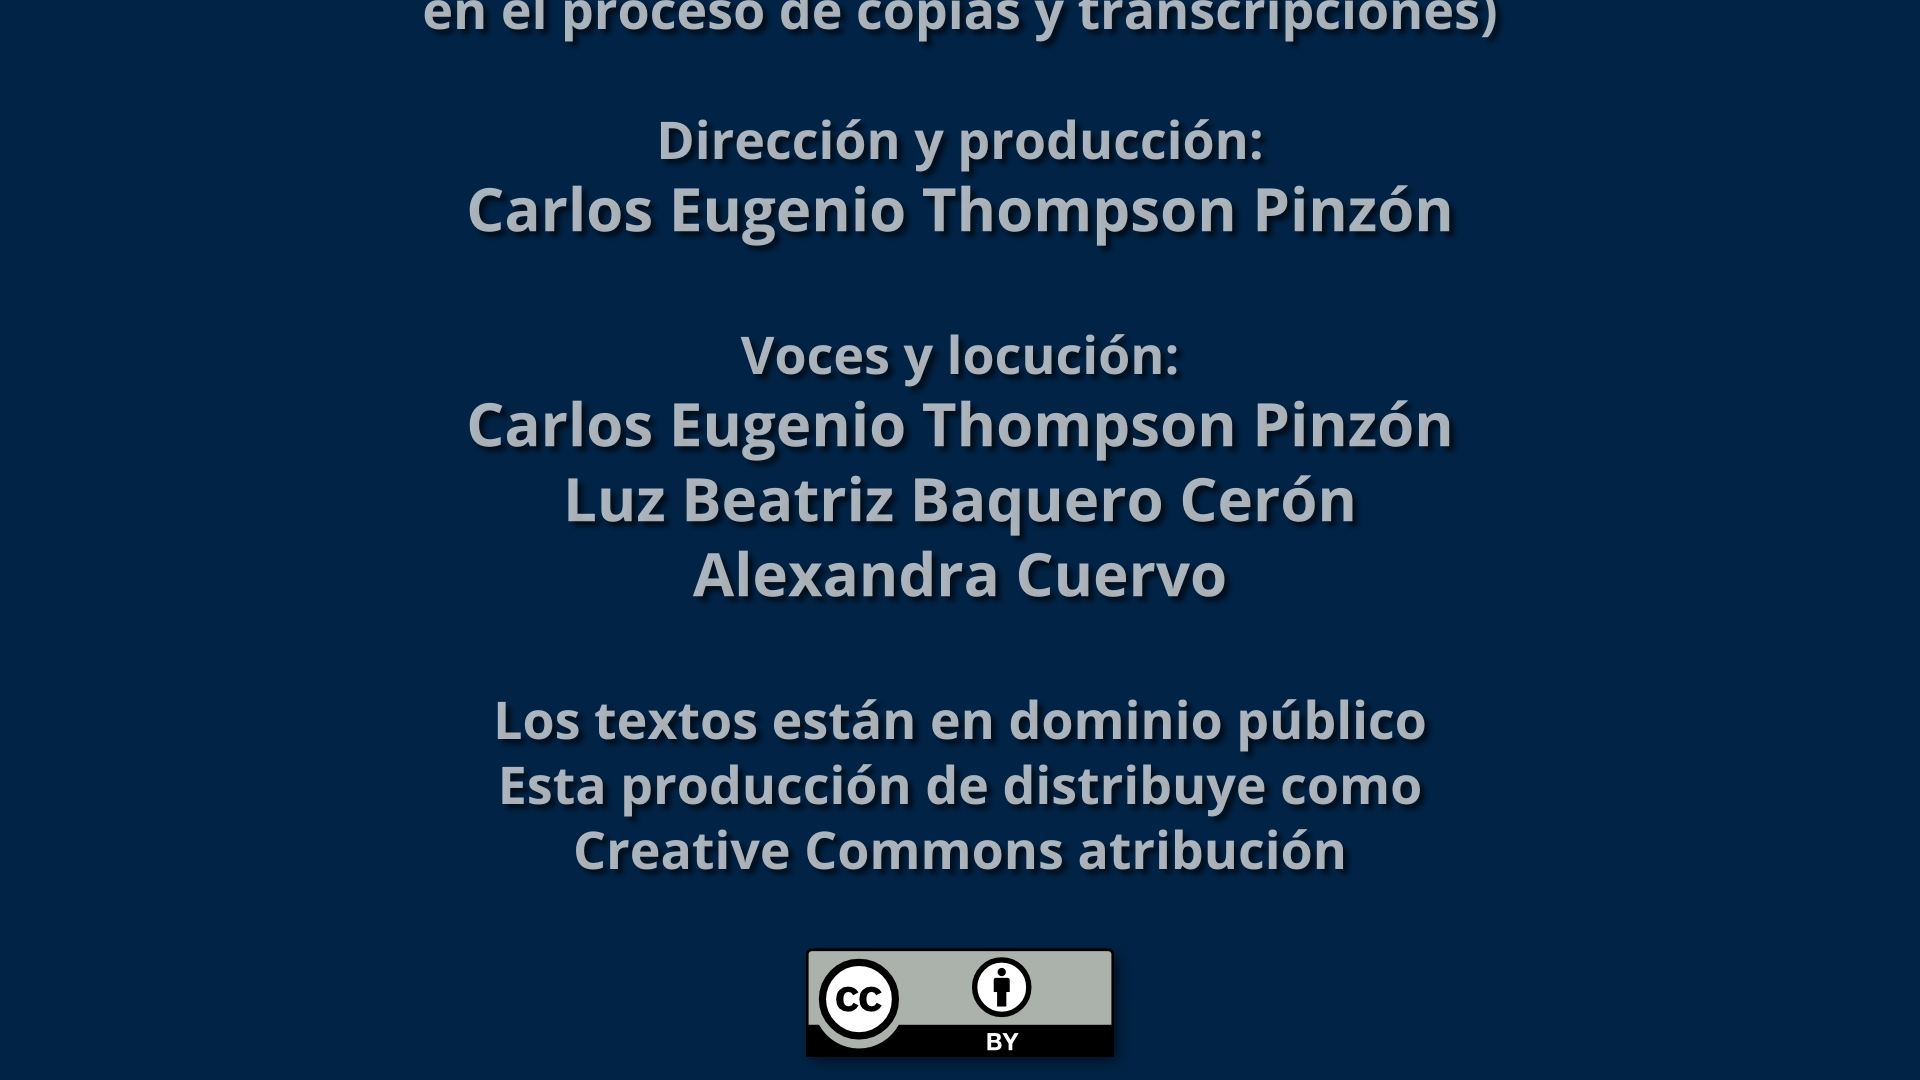 en el proceso de copias y transcripciones)
Dirección y producción:
Carlos Eugenio Thompson Pinzón
Voces y locución:
Carlos Eugenio Thompson Pinzón
Luz Beatriz Baquero Cerón
Alexandra Cuervo
Los textos están en dominio público
Esta producción de distribuye como
Creative Commons atribución
cc
BY